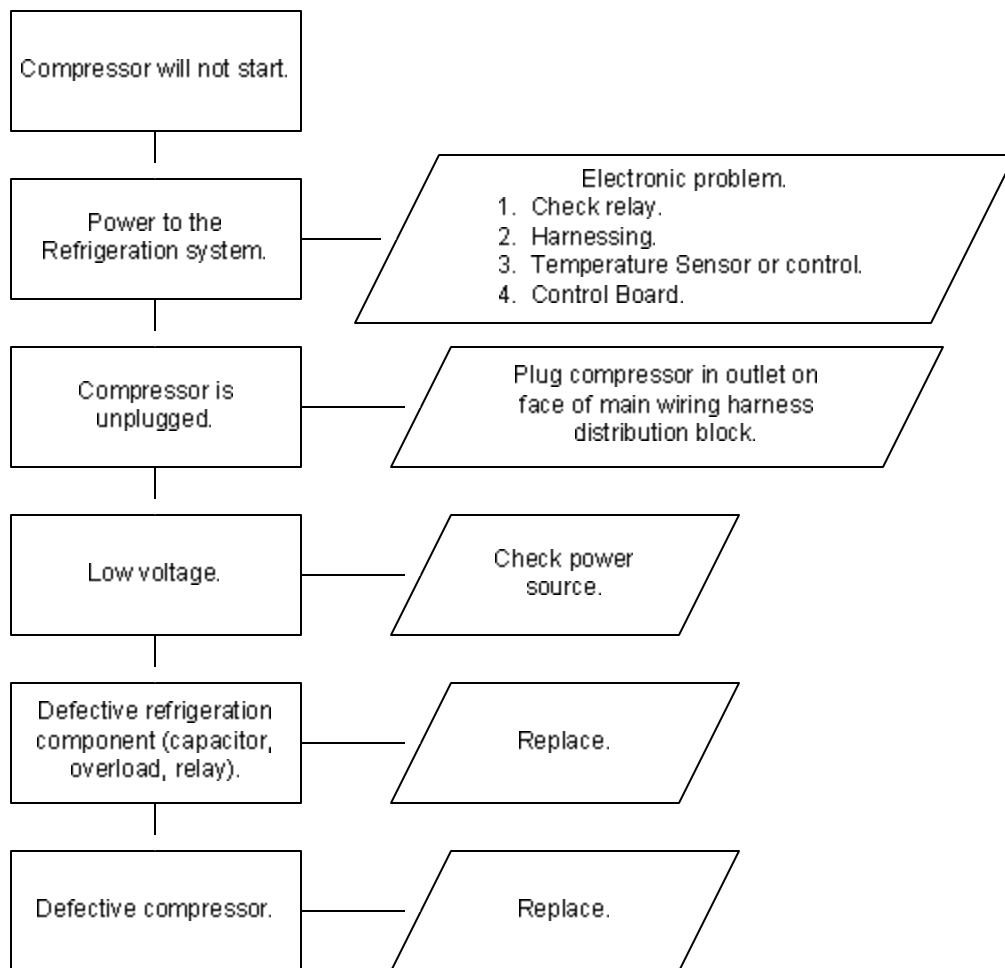 Compressor will not start.
Power to the
Refrigeration system.
Electronic problem.
1. Check relay.
2. Harnessing.
3. Temperature Sensor or control.
4. Control Board.
Compressor is
unplugged.
Plug compressor in outlet on
face of main wiring harness
distribution block.
Low voltage.
Check power
source.
Defective refrigeration
component (capacitor,
overload, relay).
Replace.
Defective compressor.
Replace.